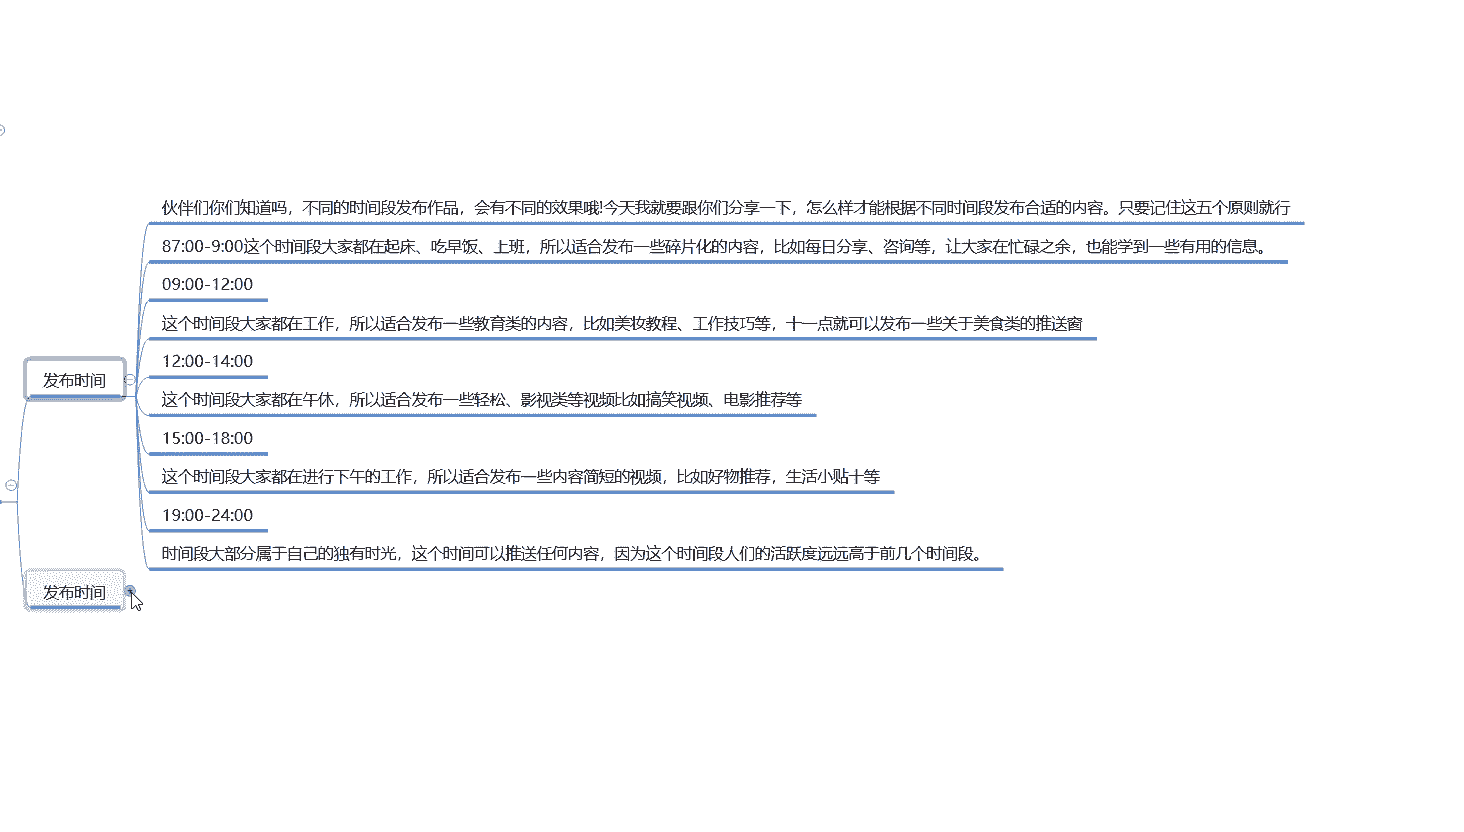 伙伴们你们知道吗，不同的时间段发布作品，会有不同的效果哦!今天我就要跟你们分享一下，怎么样才能根据不同时间段发布合适的内容。只要记住这五个原则就行
87:00-9:00这个时间段大家都在起床、吃早饭、上班，所以适合发布一些碎片化的内容，比如每日分享、咨询等，让大家在忙碌之余，也能学到一些有用的信息。
09:00-12:00
这个时间段大家都在工作，所以适合发布一些教育类的内容，比如美妆教程、工作技巧等，十一点就可以发布一些关于美食类的推送窗
12:00-14:00
发布时间
这个时间段大家都在午休，所以适合发布一些轻松、影视类等视频比如搞笑视频、电影推荐等
15:00-18:00
这个时间段大家都在进行下午的工作，所以适合发布一些内容简短的视频，比如好物推荐，生活小贴十等
19:00-24:00
时间段大部分属于自己的独有时光，这个时间可以推送任何内容，因为这个时间段人们的活跃度远远高于前几个时间段。
发布时间